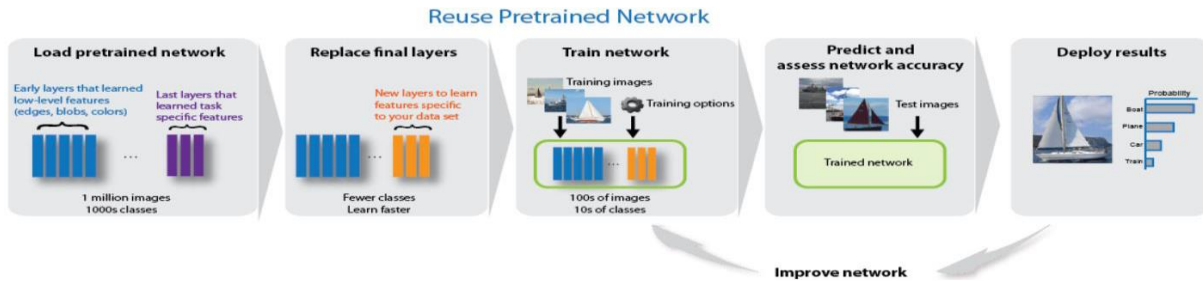 Reuse Pretrained Network
Load pretrained network
Early layers that learned
low-level features
(edges, blobs, colors)
Last layers that
learned task
specific features
...
1 million images
1000s classes
Replace final layers
New layers to learn
features specific
to your data set
...
Fewer classes
Learn faster
Train network
Training images
Training options
...
100s of images
10s of classes
Predict and
assess network accuracy
Test images
Trained network
Deploy results
Probability
Boat
Plane
Car
Train
Improve network